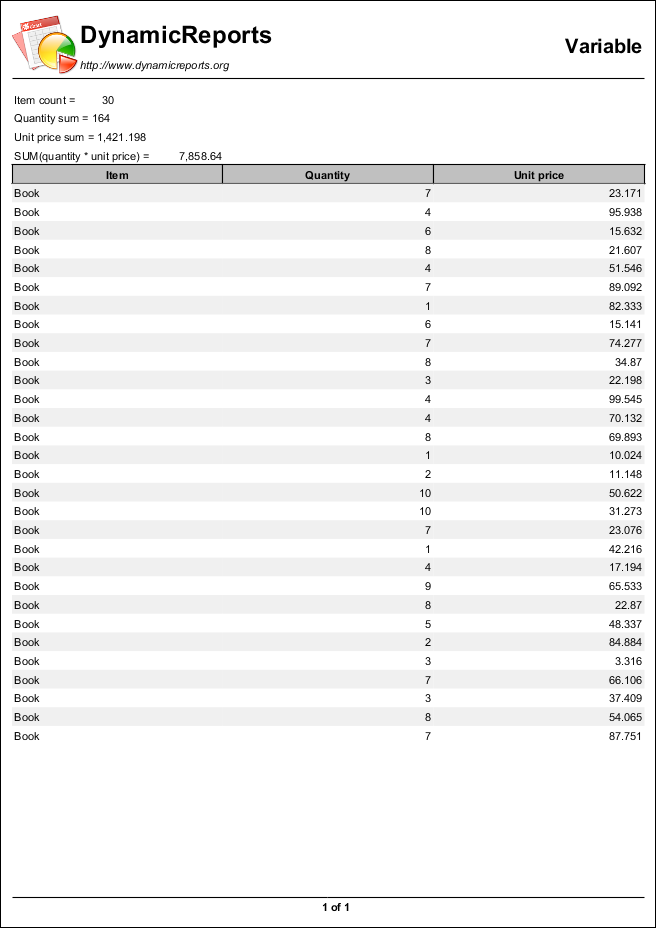 DynamicReports
Variable
http://www.dynamicreports.org
Item count = 30
Quantity sum = 164
Unit price sum = 1,421.198
SUM(quantity * unit price) = 7,858.64
Item Quantity Unit price
Book 7 23.171
Book 4 95.938
Book 6 15.632
Book 8 21.607
Book 4 51.546
Book 7 89.092
Book 1 82.333
Book 6 15.141
Book 7 74.277
Book 8 34.87
Book 3 22.198
Book 4 99.545
Book 4 70.132
Book 8 69.893
Book 1 10.024
Book 2 11.148
Book 10 50.622
Book 10 31.273
Book 7 23.076
Book 1 42.216
Book 4 17.194
Book 9 65.533
Book 8 22.87
Book 5 48.337
Book 2 84.884
Book 3 3.316
Book 7 66.106
Book 3 37.409
Book 8 54.065
Book 7 87.751
1 of 1